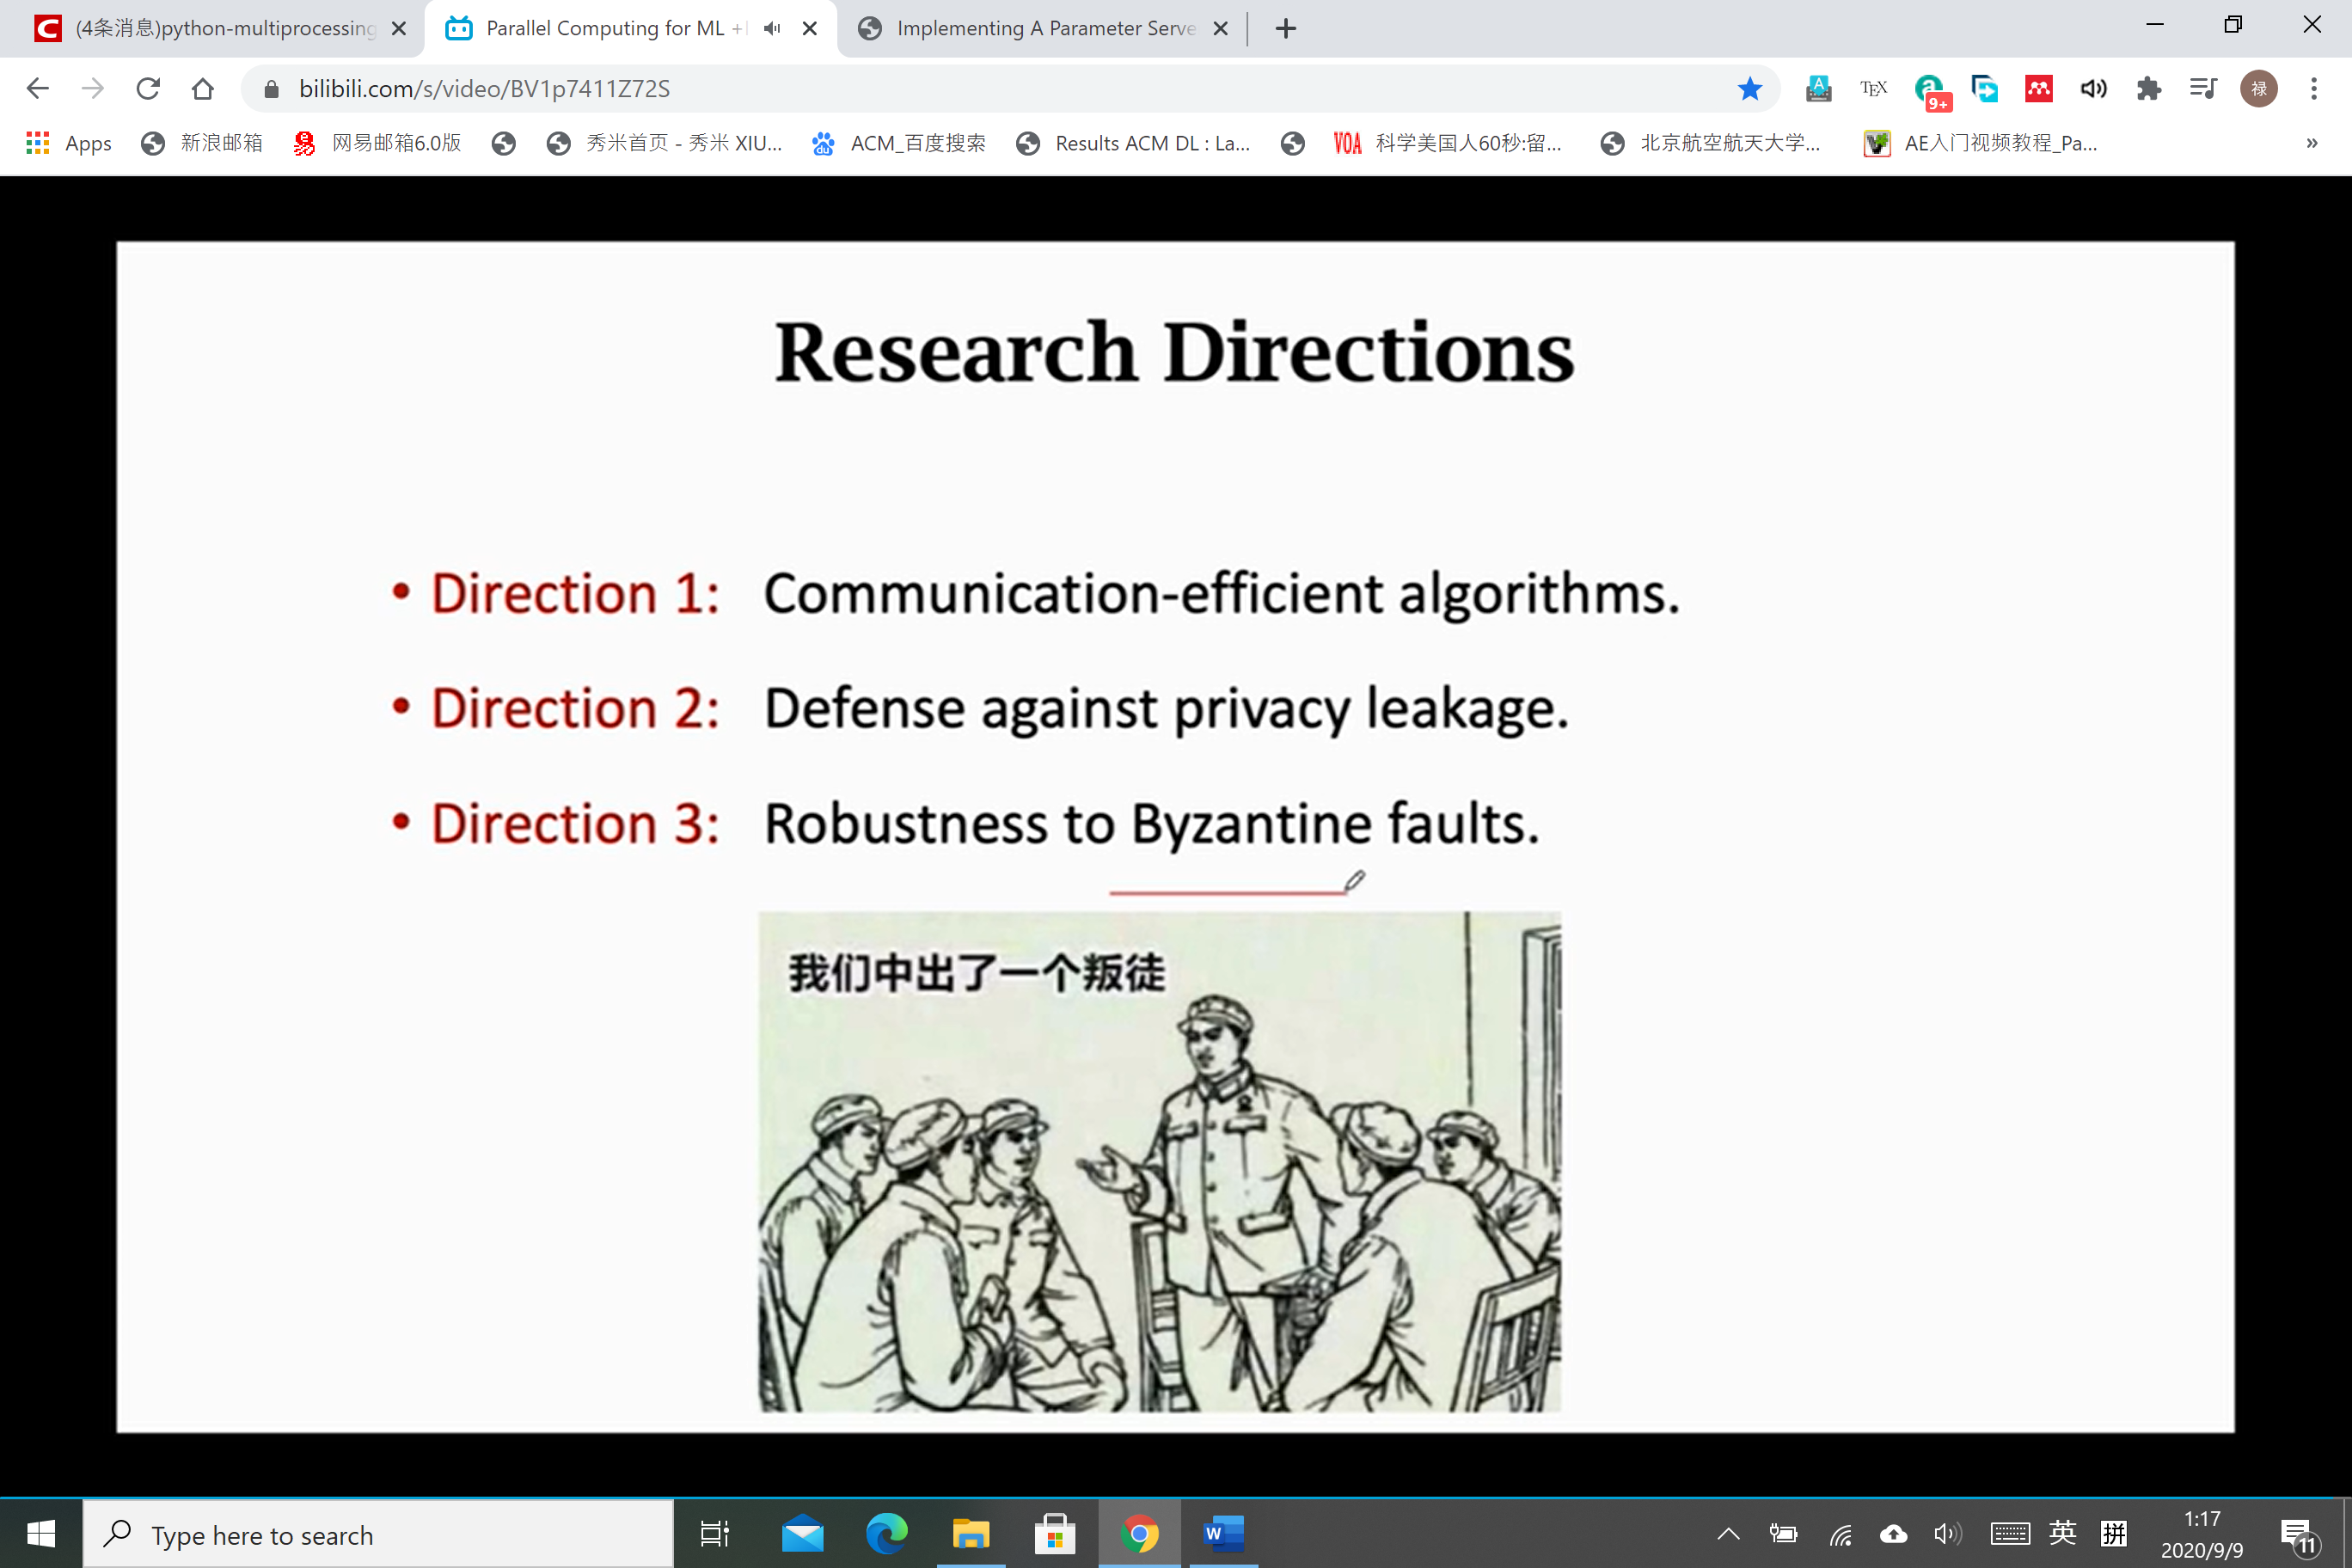 (4条消息)python-multiprocessing
Parallel Computing for ML +
Implementing A Parameter Serve
bilibili.com/s/video/BV1p7411Z72S
TEX
9+
禄
Apps
新浪邮箱
网易邮箱6.0版
秀米首页 - 秀米 XIU...
du
ACM_百度搜索
Results ACM DL : La...
VOA
科学美国人60秒:留...
北京航空航天大学...
AE入门视频教程_Pa...
»
Research Directions
• Direction 1: Communication-efficient algorithms.
• Direction 2: Defense against privacy leakage.
• Direction 3: Robustness to Byzantine faults.
我们中出了一个叛徒
Type here to search
W
英
拼
1:17
2020/9/9
11